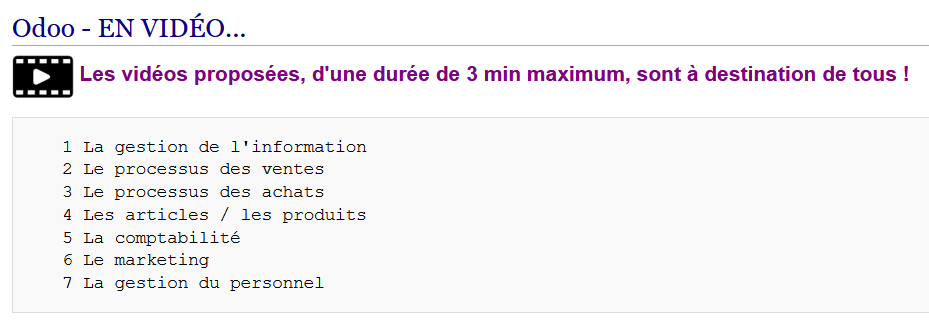 Odoo - EN VIDÉO...
Les vidéos proposées, d'une durée de 3 min maximum, sont à destination de tous !
1 La gestion de l'information
2 Le processus des ventes
3 Le processus des achats
4 Les articles / les produits
5 La comptabilité
6 Le marketing
7 La gestion du personnel